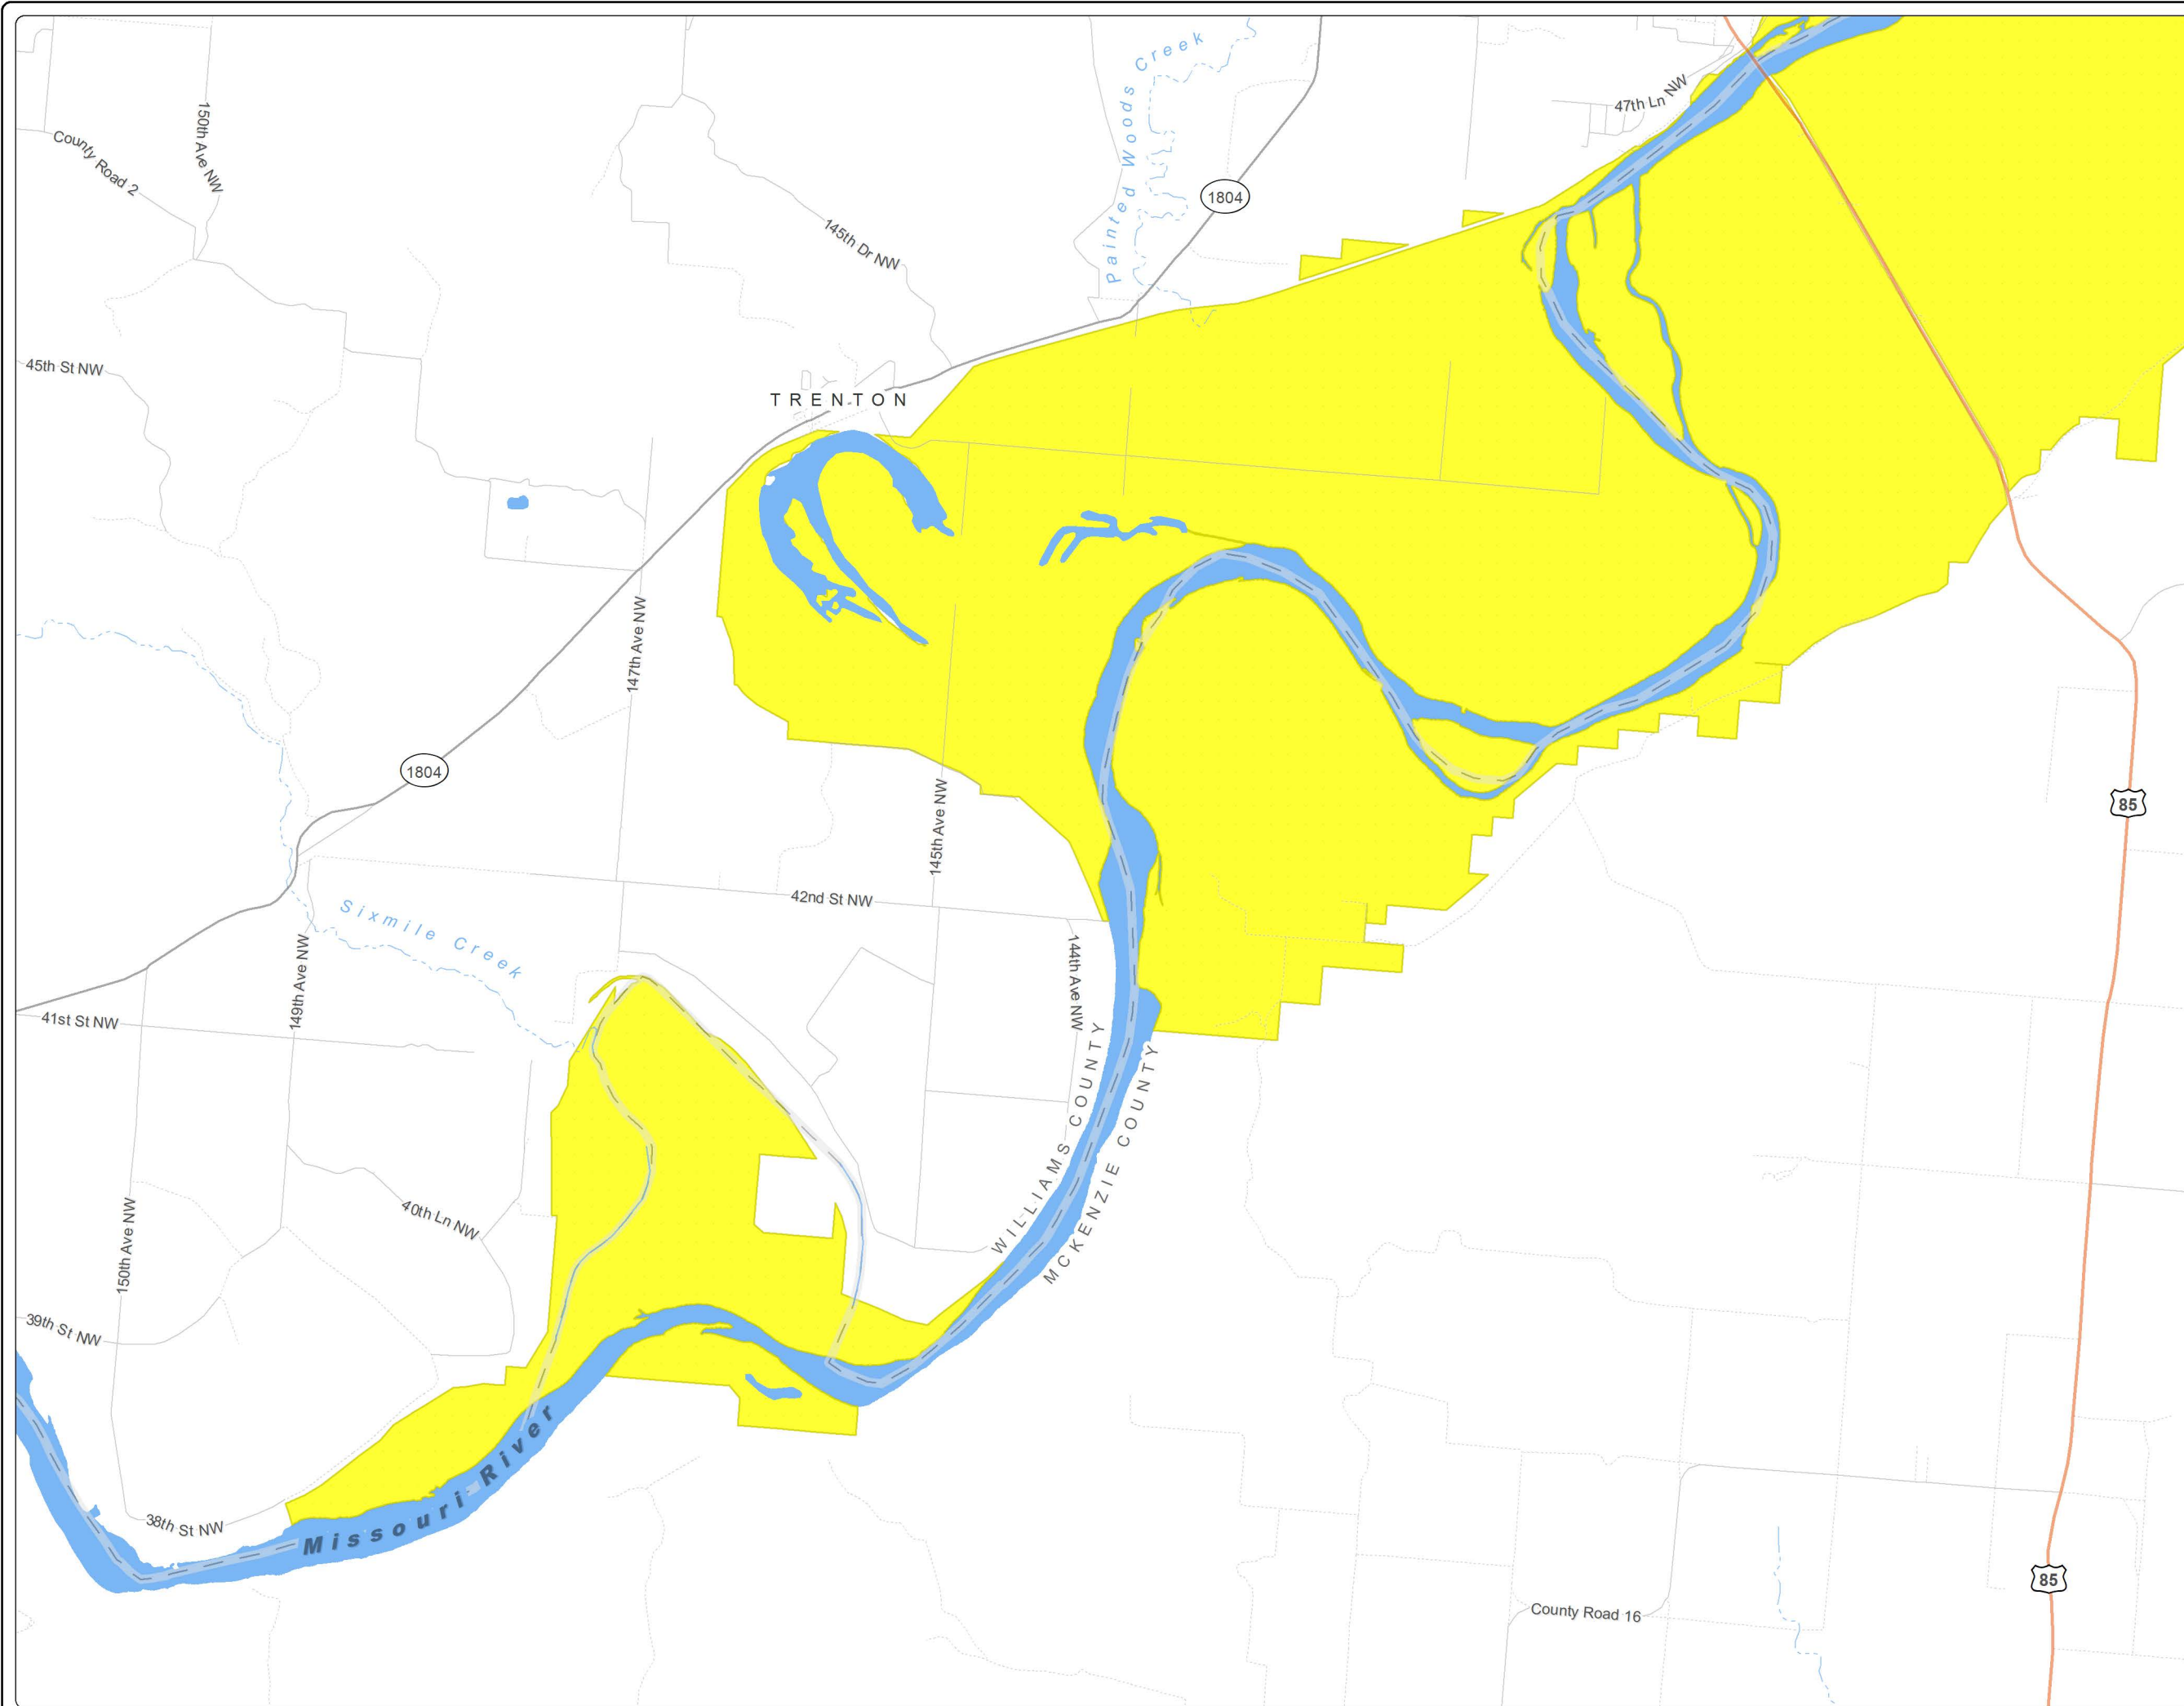 Painted Woods Creek
47th Ln NW
150th Ave NW
County Road 2
1804
145th Dr NW
45th St NW
TRENTON
147th Ave NW
1804
85
145th Ave NW
42nd St NW
Sixmile Creek
149th Ave NW
144th Ave NW
41st St NW
WILLIAMS COUNTY
MCKENZIE COUNTY
150th Ave NW
40th Ln NW
39th St NW
Missouri River
38th St NW
85
County Road 16